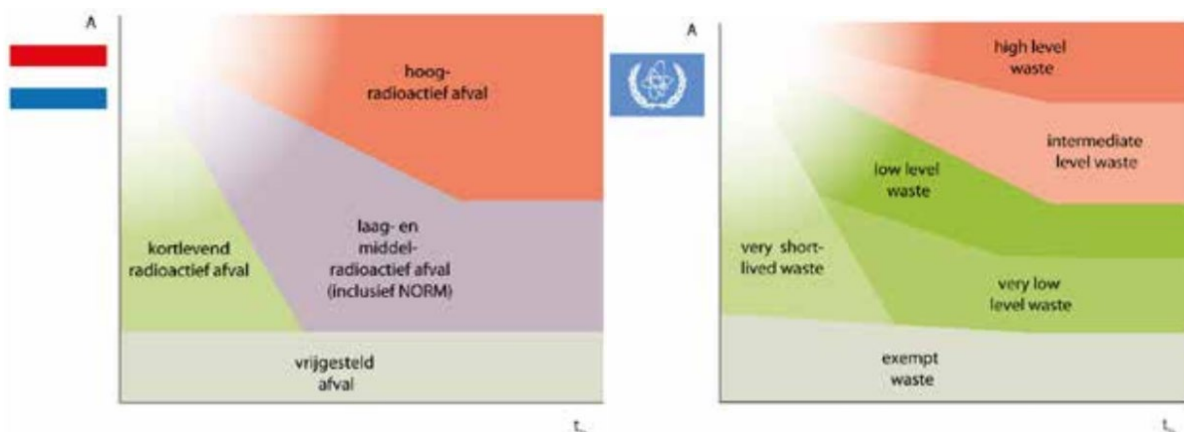 A
hoog-
radioactief afval
kortlevend
radioactief afval
laag- en
middel-
radioactief afval
(inclusief NORM)
vrijgesteld
afval
A
high level
waste
intermediate
level waste
low level
waste
very short-
lived waste
very low
level waste
exempt
waste